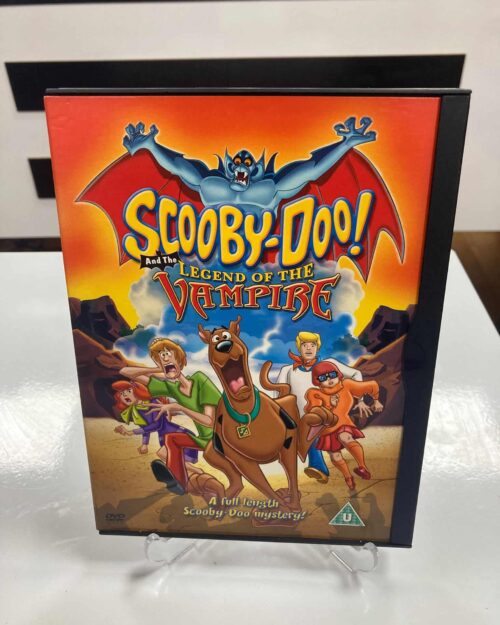 SCOOBY-DOO!
And The
LEGEND OF THE
VAMPIRE
A full length
Scooby-Doo mystery!
DVD
U